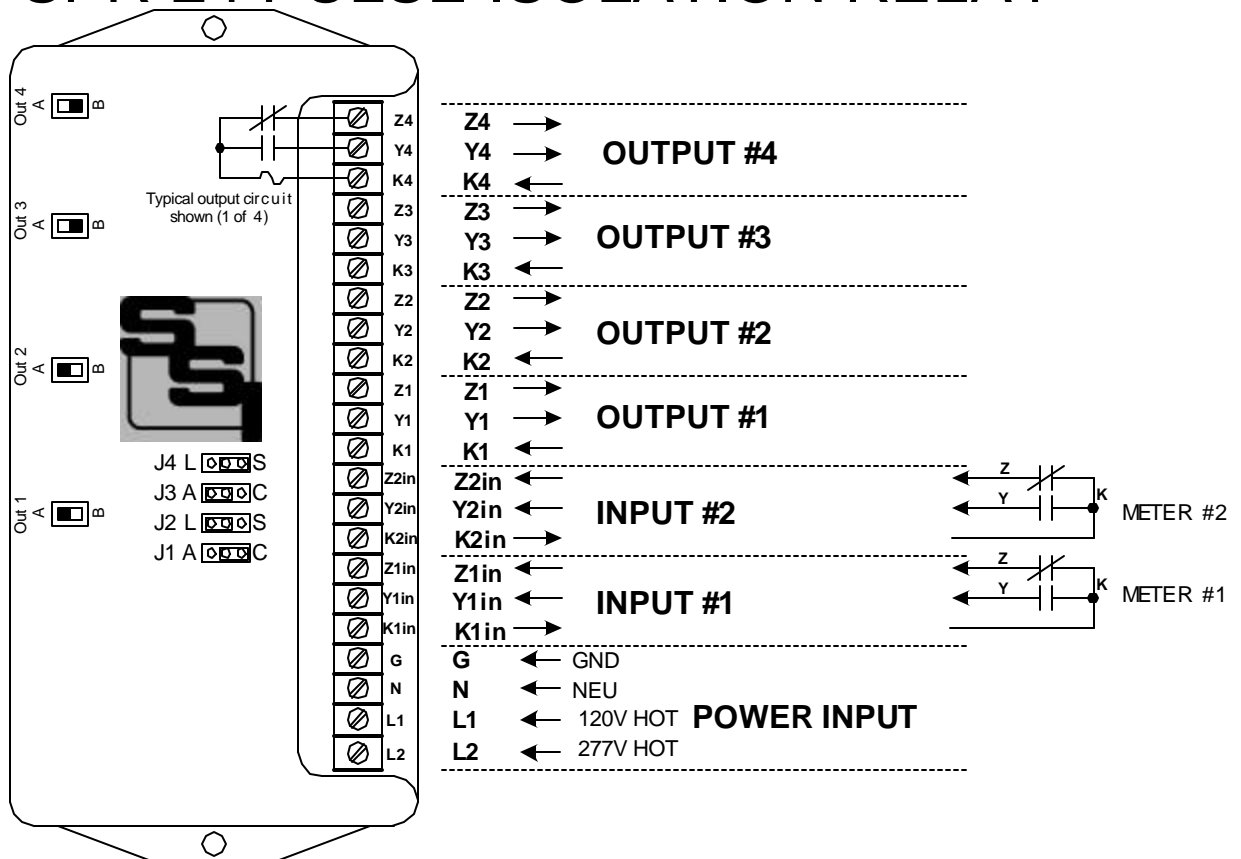 Out 4
A B
Out 3
A B
Out 2
A B
Out 1
A B
Typical output circuit
shown (1 of 4)
SSI
J4 L S
J3 A C
J2 L S
J1 A C
Z4
Y4
K4
Z3
Y3
K3
Z2
Y2
K2
Z1
Y1
K1
Z2in
Y2in
K2in
Z1in
Y1in
K1in
G
N
L1
L2
Z4
Y4 OUTPUT #4
K4
Z3
Y3 OUTPUT #3
K3
Z2
Y2 OUTPUT #2
K2
Z1
Y1 OUTPUT #1
K1
Z2in
Y2in INPUT #2
K2in
Z
Y K
METER #2
Z1in
Y1in INPUT #1
K1in
Z
Y K
METER #1
G GND
N NEU
L1 120V HOT POWER INPUT
L2 277V HOT